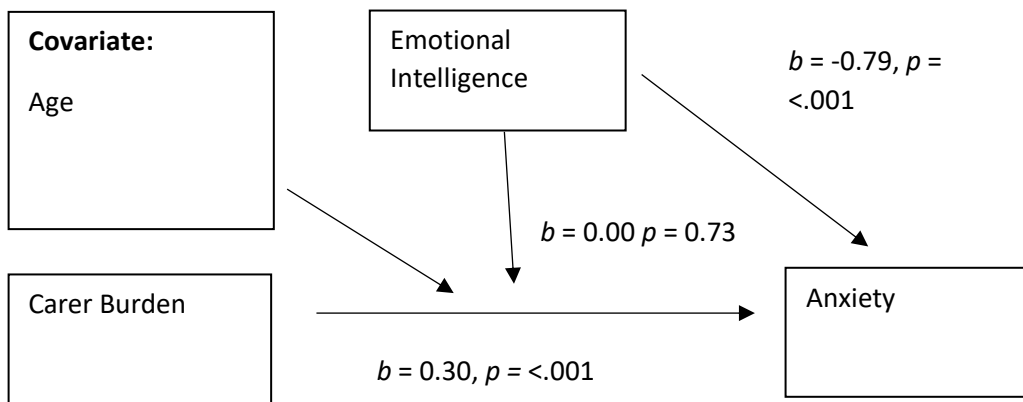 Covariate:
Age
Emotional
Intelligence
b = -0.79, p =
<.001
b = 0.00 p = 0.73
Carer Burden
Anxiety
b = 0.30, p = <.001